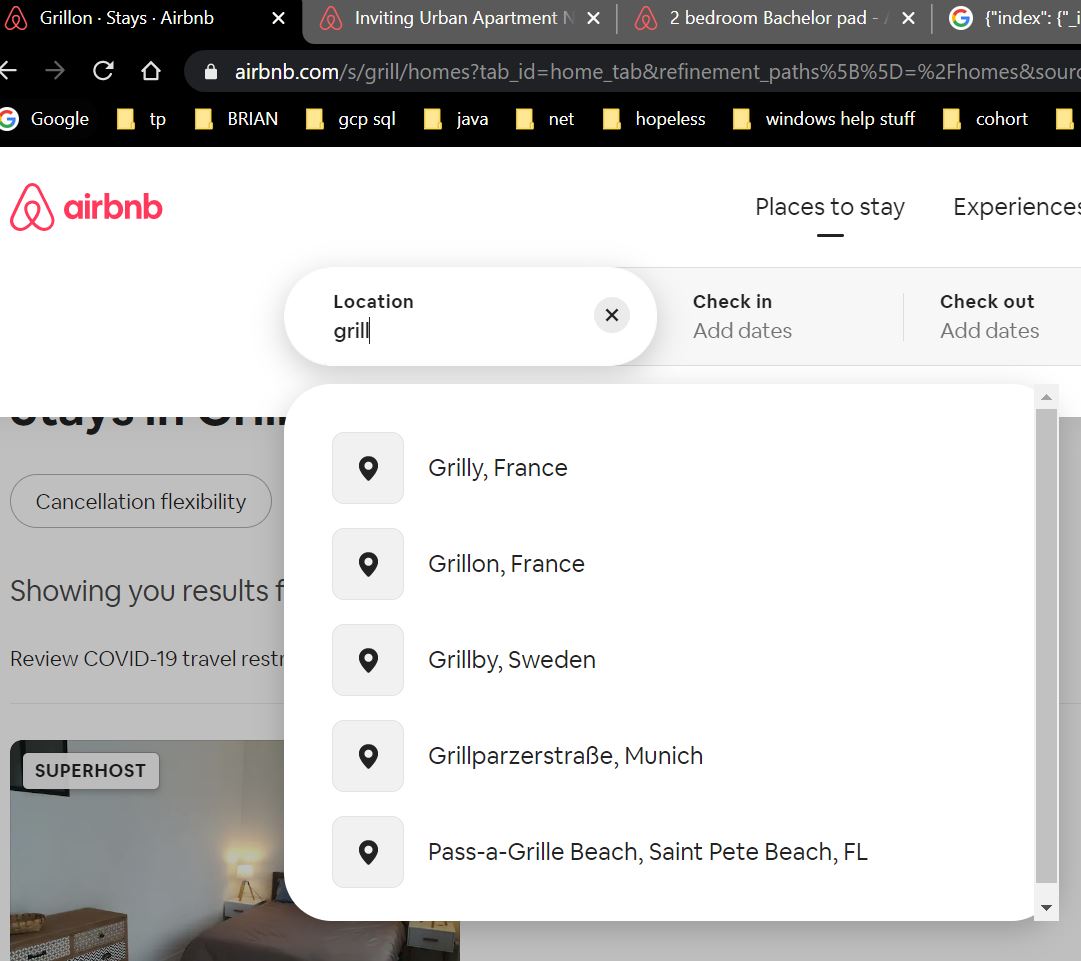 Grillon · Stays · Airbnb
Inviting Urban Apartment
2 bedroom Bachelor pad -
{"index": {"_i
airbnb.com/s/grill/homes?tab_id=home_tab&refinement_paths%5B%5D=%2Fhomes&sourc
Google tp BRIAN gcp sql java net hopeless windows help stuff cohort
airbnb
Places to stay Experiences
Location Check in Check out
grill Add dates Add dates
Stays in Gril
Grilly, France
Cancellation flexibility
Grillon, France
Showing you results f
Review COVID-19 travel restr
Grillby, Sweden
Grillparzerstraße, Munich
SUPERHOST
Pass-a-Grille Beach, Saint Pete Beach, FL